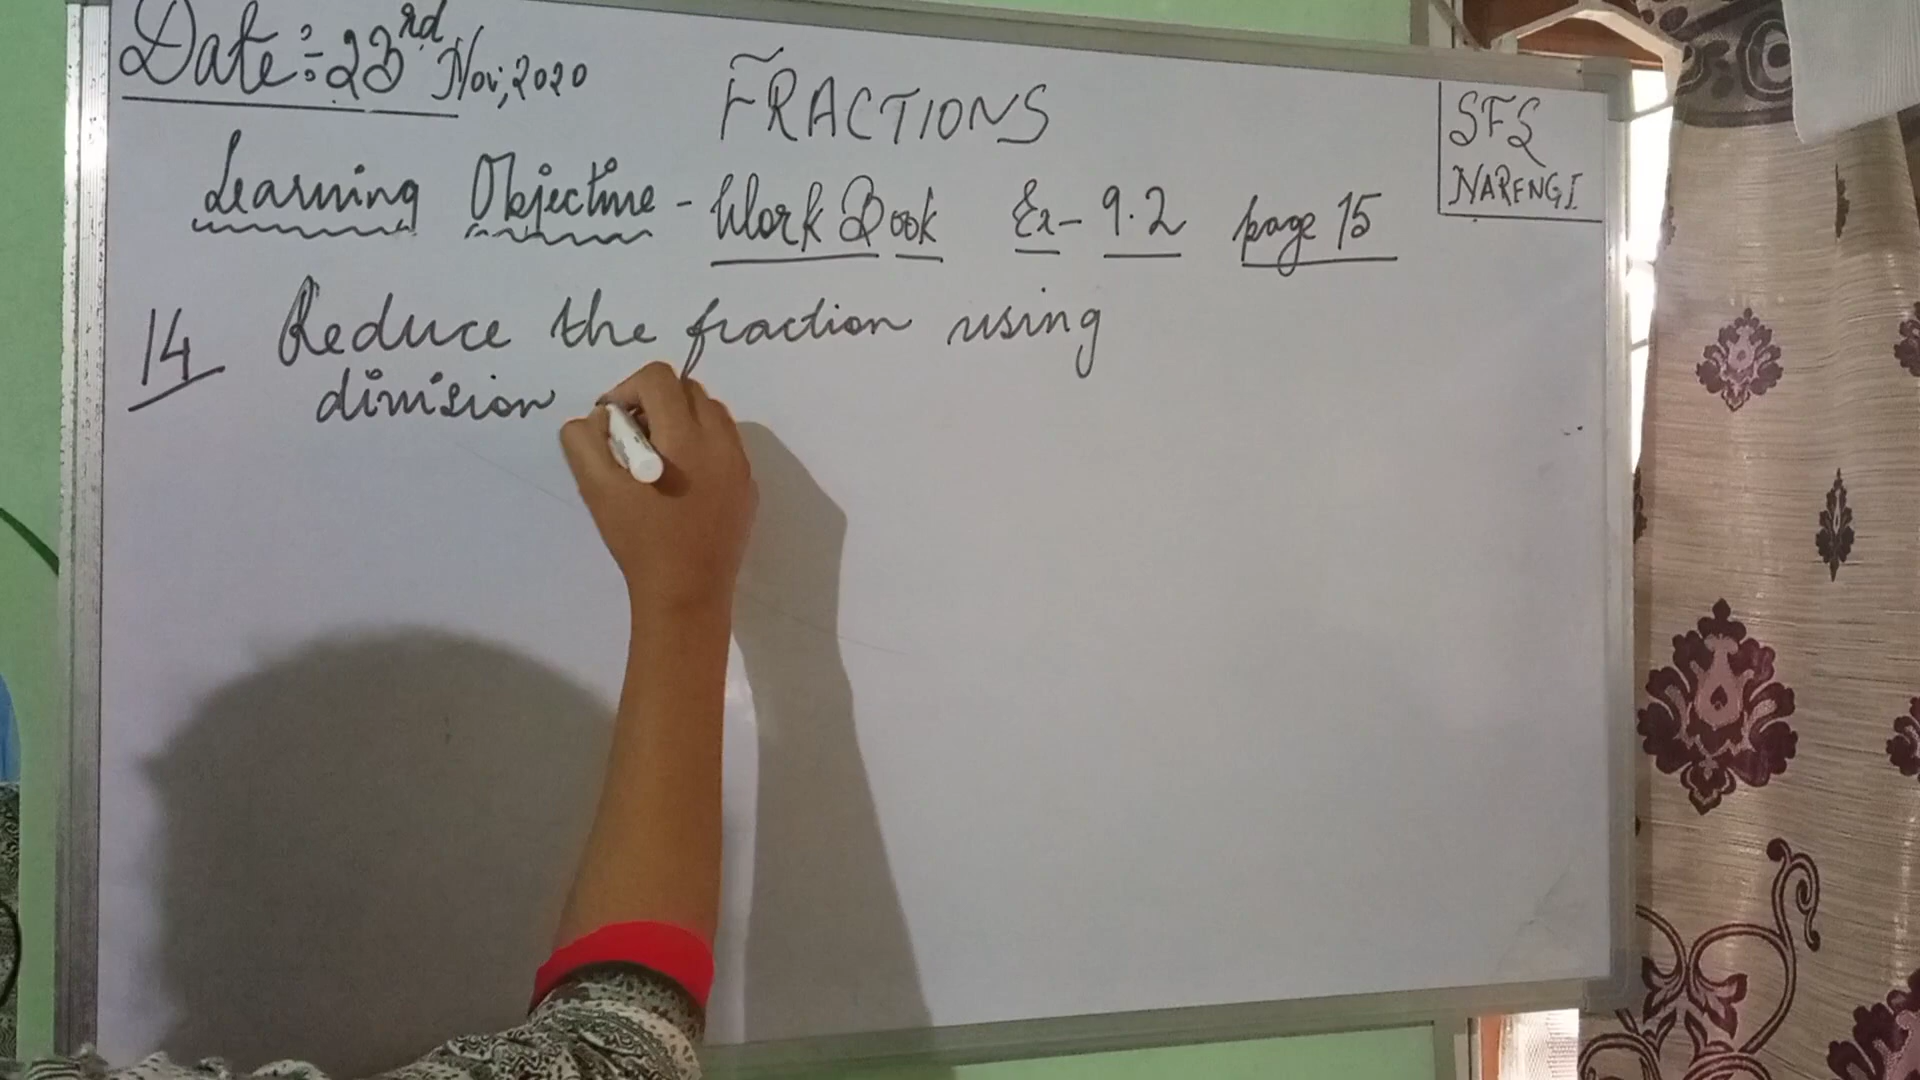 Date:- 23rd Nov, 2020
FRACTIONS
SFS
NARENGI
Learning Objective - Work Book Ex- 9.2 page 15
14 Reduce the fraction using
division